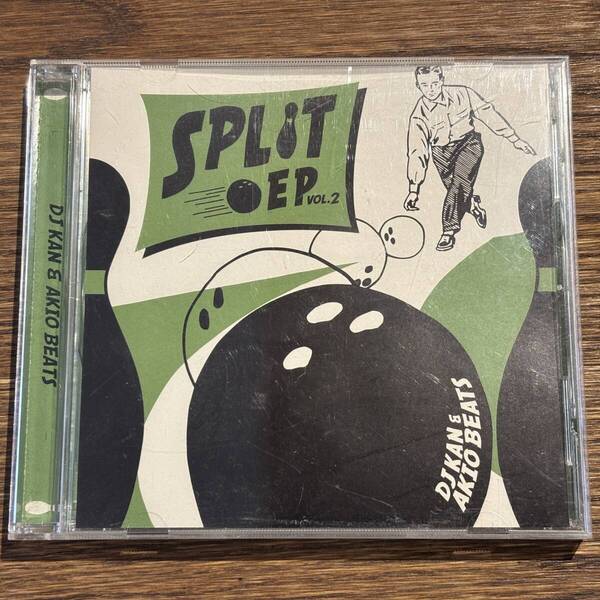 SPLIT
EP VOL.2
DJ KAN &
AKIO BEATS
DJ KAN & AKIO BEATS